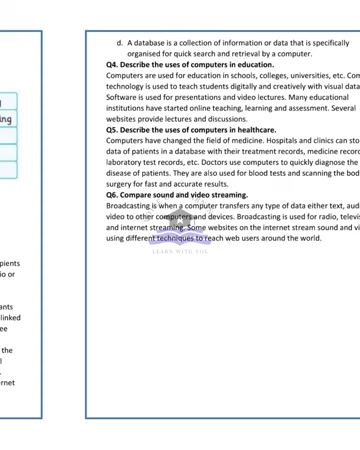 ing
pients
io or
ants
linked
ee
the
ernet
d. A database is a collection of information or data that is specifically
organised for quick search and retrieval by a computer.
Q4. Describe the uses of computers in education.
Computers are used for education in schools, colleges, universities, etc. Com
technology is used to teach students digitally and creatively with visual data
Software is used for presentations and video lectures. Many educational
institutions have started online teaching, learning and assessment. Several
websites provide lectures and discussions.
Q5. Describe the uses of computers in healthcare.
Computers have changed the field of medicine. Hospitals and clinics can sto
data of patients in a database with their treatment records, medicine record
laboratory test records, etc. Doctors use computers to quickly diagnose the
disease of patients. They are also used for blood tests and scanning the bod
surgery for fast and accurate results.
Q6. Compare sound and video streaming.
Broadcasting is when a computer transfers any type of data either text, aud
video to other computers and devices. Broadcasting is used for radio, televis
and internet streaming. Some websites on the internet stream sound and vi
using different techniques to reach web users around the world.
LEARN WITH YOL